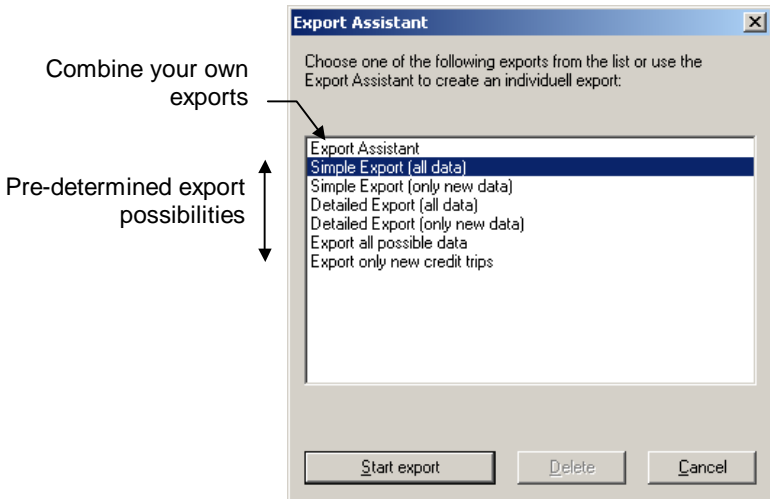 Export Assistant
Choose one of the following exports from the list or use the
Export Assistant to create an individuell export:
Combine your own
exports
Export Assistant
Simple Export (all data)
Simple Export (only new data)
Detailed Export (all data)
Detailed Export (only new data)
Export all possible data
Export only new credit trips
Pre-determined export
possibilities
Start export
Delete
Cancel